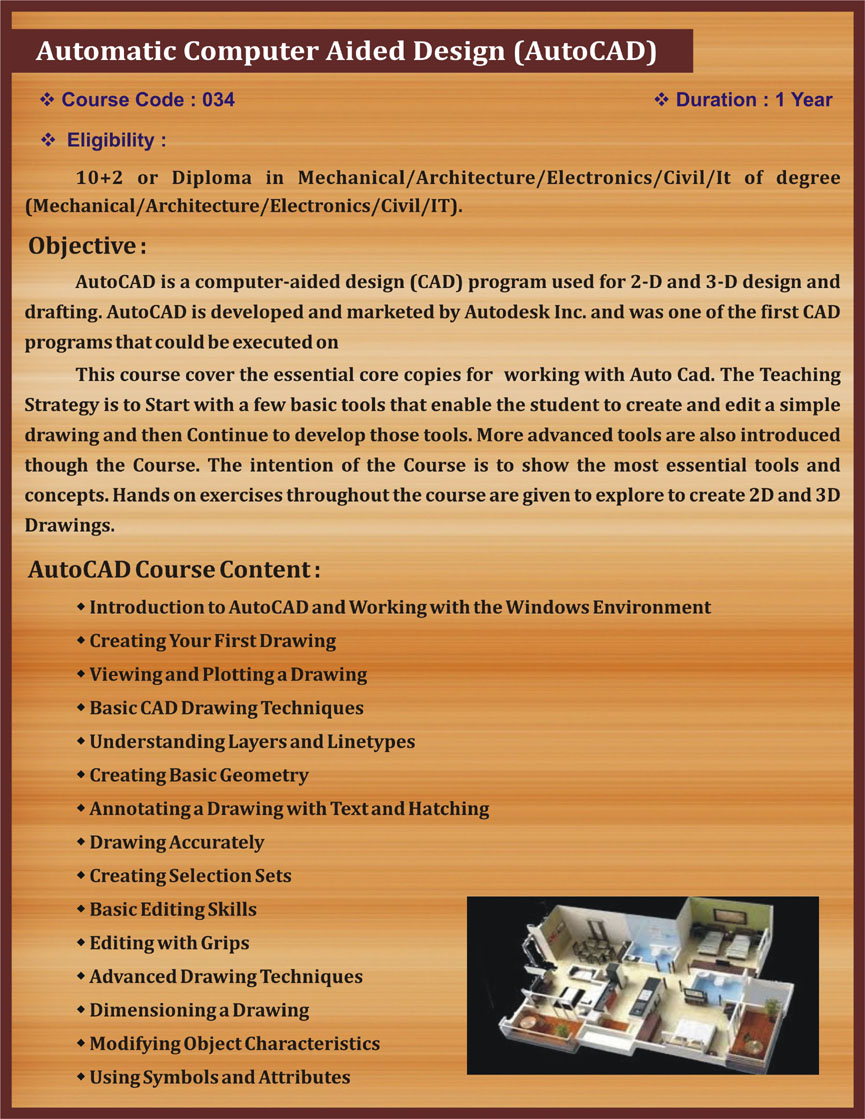 Automatic Computer Aided Design (AutoCAD)
❖ Course Code : 034
❖ Duration : 1 Year
❖ Eligibility :
10+2 or Diploma in Mechanical/Architecture/Electronics/Civil/It of degree
(Mechanical/Architecture/Electronics/Civil/IT).
Objective :
AutoCAD is a computer-aided design (CAD) program used for 2-D and 3-D design and
drafting. AutoCAD is developed and marketed by Autodesk Inc. and was one of the first CAD
programs that could be executed on
This course cover the essential core copies for working with Auto Cad. The Teaching
Strategy is to Start with a few basic tools that enable the student to create and edit a simple
drawing and then Continue to develop those tools. More advanced tools are also introduced
though the Course. The intention of the Course is to show the most essential tools and
concepts. Hands on exercises throughout the course are given to explore to create 2D and 3D
Drawings.
AutoCAD Course Content :
◆ Introduction to AutoCAD and Working with the Windows Environment
◆ Creating Your First Drawing
◆ Viewing and Plotting a Drawing
◆ Basic CAD Drawing Techniques
◆ Understanding Layers and Linetypes
◆ Creating Basic Geometry
◆ Annotating a Drawing with Text and Hatching
◆ Drawing Accurately
◆ Creating Selection Sets
◆ Basic Editing Skills
◆ Editing with Grips
◆ Advanced Drawing Techniques
◆ Dimensioning a Drawing
◆ Modifying Object Characteristics
◆ Using Symbols and Attributes